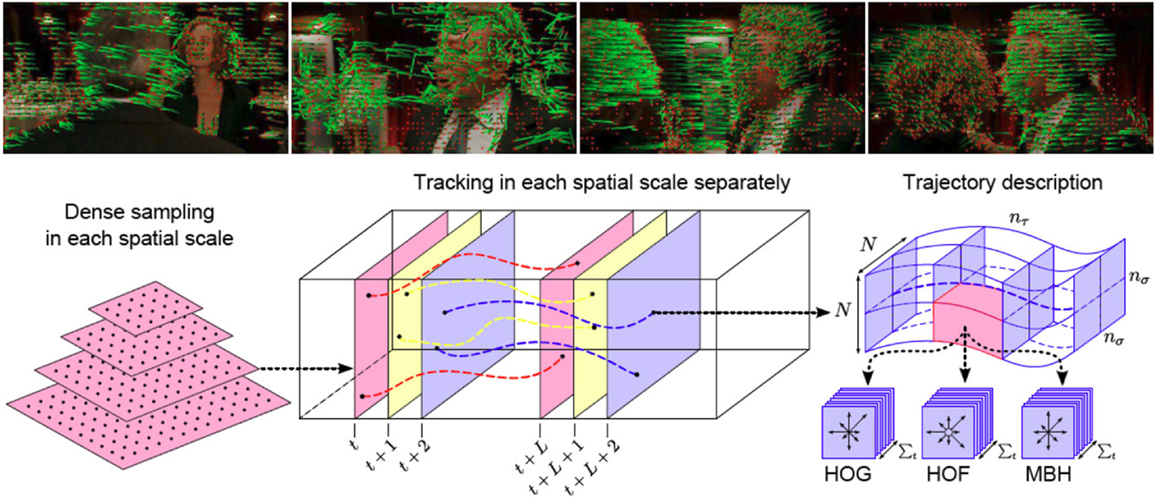 Tracking in each spatial scale separately
Trajectory description
Dense sampling
in each spatial scale
n_τ
N
N
n_σ
n_σ
t
t + 1
t + 2
t + L
t + L + 1
t + L + 2
Σ_t
Σ_t
Σ_t
HOG
HOF
MBH